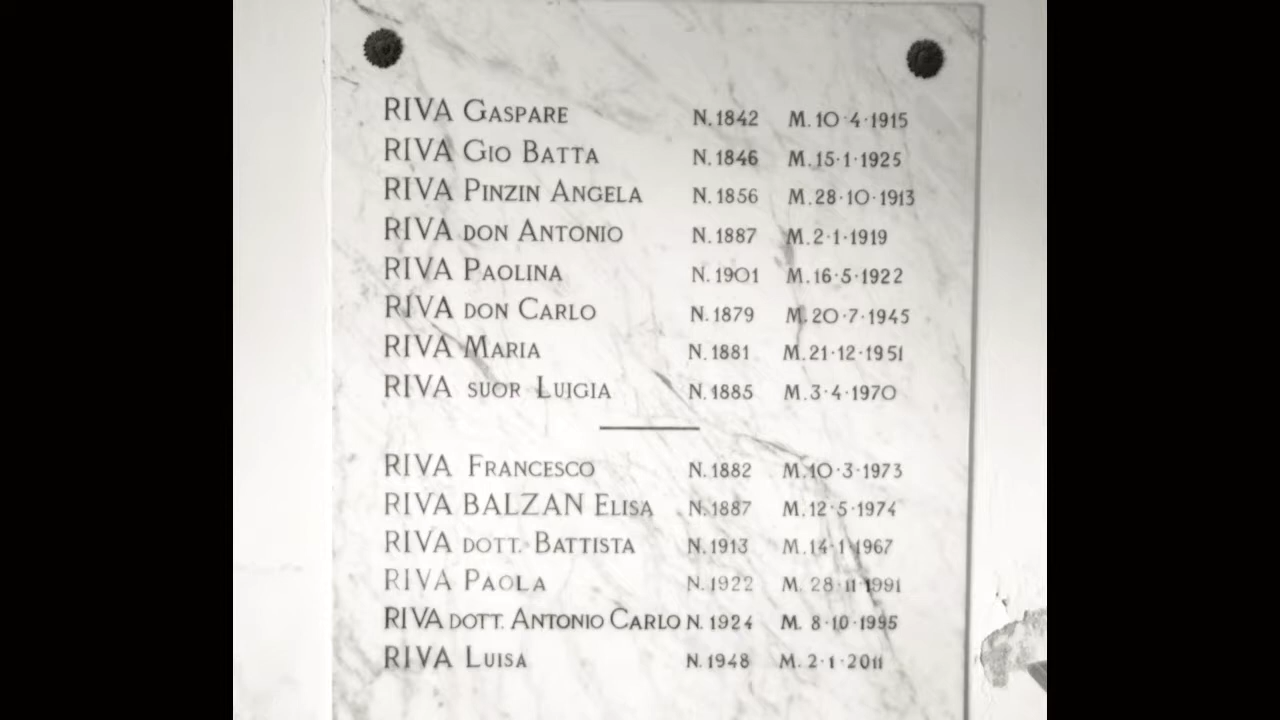 RIVA GASPARE N. 1842 M. 10·4·1915
RIVA GIO BATTA N. 1846 M. 15·1·1925
RIVA PINZIN ANGELA N. 1856 M. 28·10·1913
RIVA DON ANTONIO N. 1887 M. 2·1·1919
RIVA PAOLINA N. 1901 M. 16·5·1922
RIVA DON CARLO N. 1879 M. 20·7·1945
RIVA MARIA N. 1881 M. 21·12·1951
RIVA SUOR LUIGIA N. 1885 M. 3·4·1970
RIVA FRANCESCO N. 1882 M. 10·3·1973
RIVA BALZAN ELISA N. 1887 M. 12·5·1974
RIVA DOTT. BATTISTA N. 1913 M. 14·1·1967
RIVA PAOLA N. 1922 M. 28·11·1991
RIVA DOTT. ANTONIO CARLO N. 1924 M. 8·10·1995
RIVA LUISA N. 1948 M. 2·1·2011